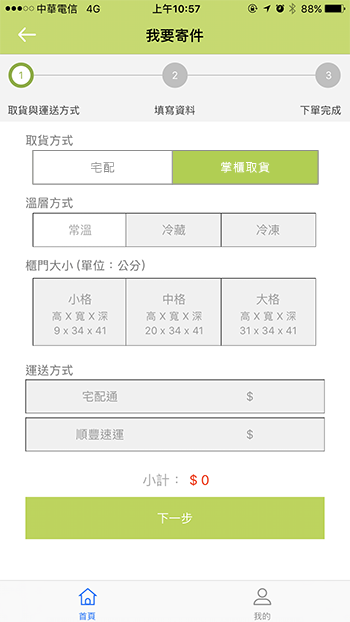 中華電信 4G 上午10:57 88%
我要寄件
1 2 3
取貨與運送方式 填寫資料 下單完成
取貨方式
宅配 掌櫃取貨
溫層方式
常溫 冷藏 冷凍
櫃門大小 (單位：公分)
小格 中格 大格
高 X 寬 X 深 高 X 寬 X 深 高 X 寬 X 深
9 x 34 x 41 20 x 34 x 41 31 x 34 x 41
運送方式
宅配通 $
順豐速運 $
小計： $ 0
下一步
首頁 我的